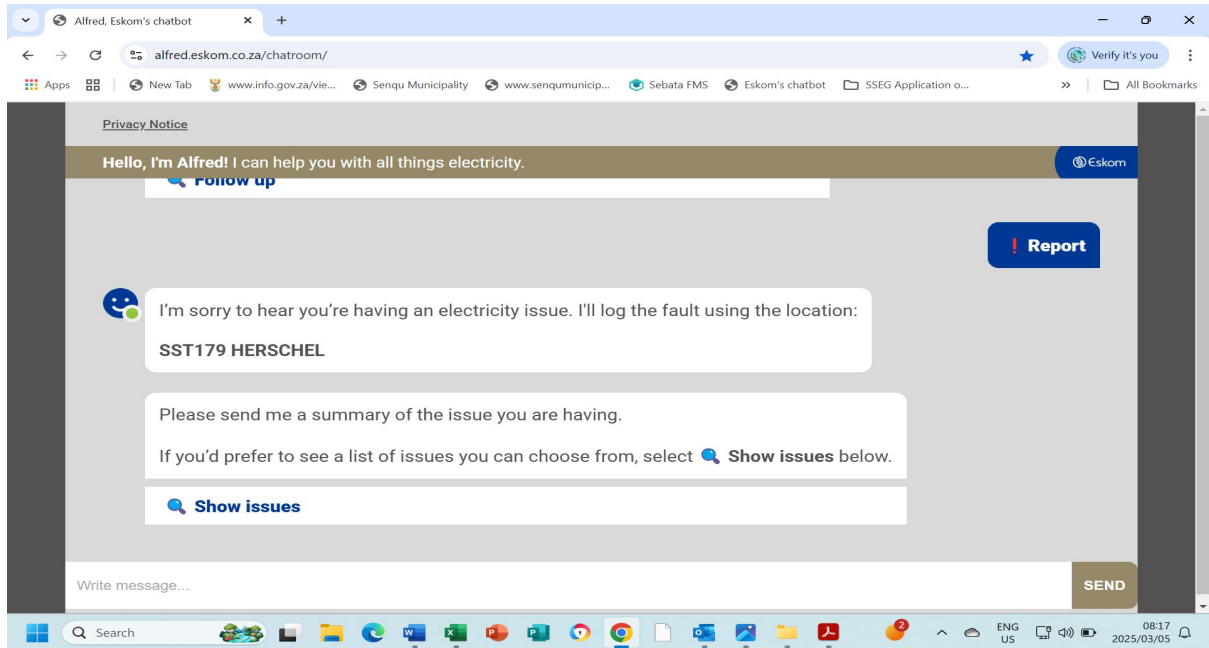 Alfred, Eskom's chatbot
alfred.eskom.co.za/chatroom/
Verify it's you
Apps
New Tab
www.info.gov.za/vie...
Senqu Municipality
www.senqumunicip...
Sebata FMS
Eskom's chatbot
SSEG Application o...
All Bookmarks
Privacy Notice
Hello, I'm Alfred! I can help you with all things electricity.
Eskom
Follow up
Report
I'm sorry to hear you're having an electricity issue. I'll log the fault using the location:
SST179 HERSCHEL
Please send me a summary of the issue you are having.
If you'd prefer to see a list of issues you can choose from, select 🔍 Show issues below.
Show issues
Write message...
SEND
Search
2
ENG
US
08:17
2025/03/05